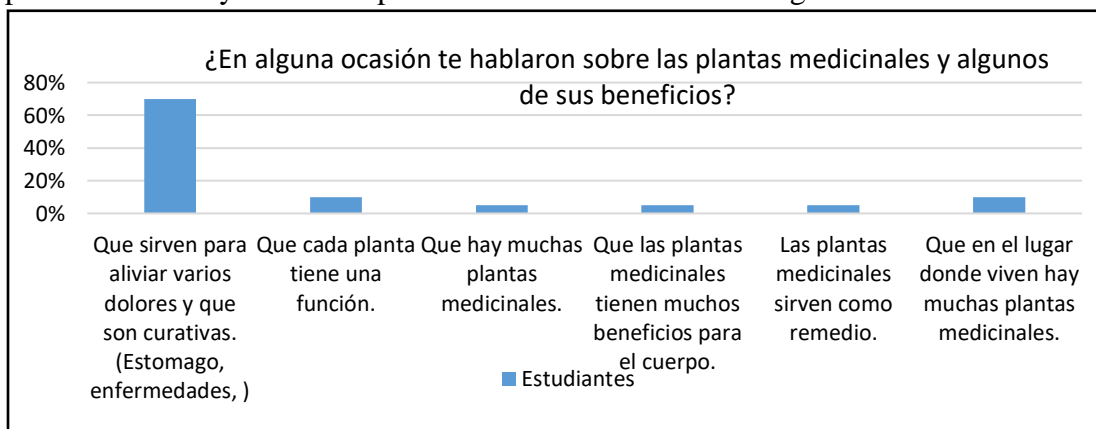 ¿En alguna ocasión te hablaron sobre las plantas medicinales y algunos
de sus beneficios?
80%
60%
40%
20%
0%
Que sirven para
aliviar varios
dolores y que
son curativas.
(Estomago,
enfermedades, )
Que cada planta
tiene una
función.
Que hay muchas
plantas
medicinales.
Que las plantas
medicinales
tienen muchos
beneficios para
el cuerpo.
Las plantas
medicinales
sirven como
remedio.
Que en el lugar
donde viven hay
muchas plantas
medicinales.
Estudiantes